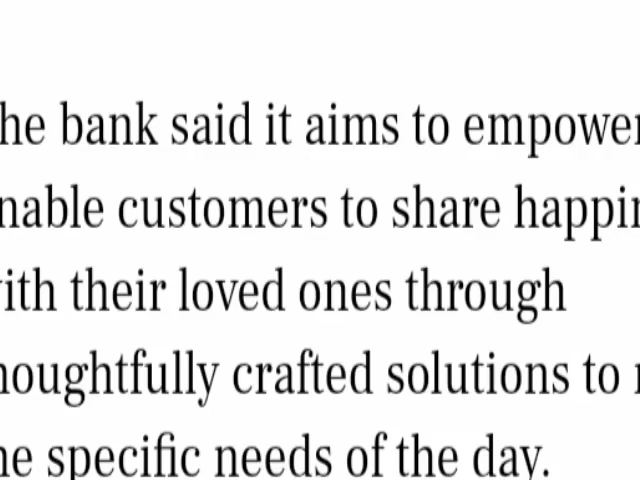 he bank said it aims to empower
nable customers to share happin
ith their loved ones through
houghtfully crafted solutions to
he specific needs of the day.